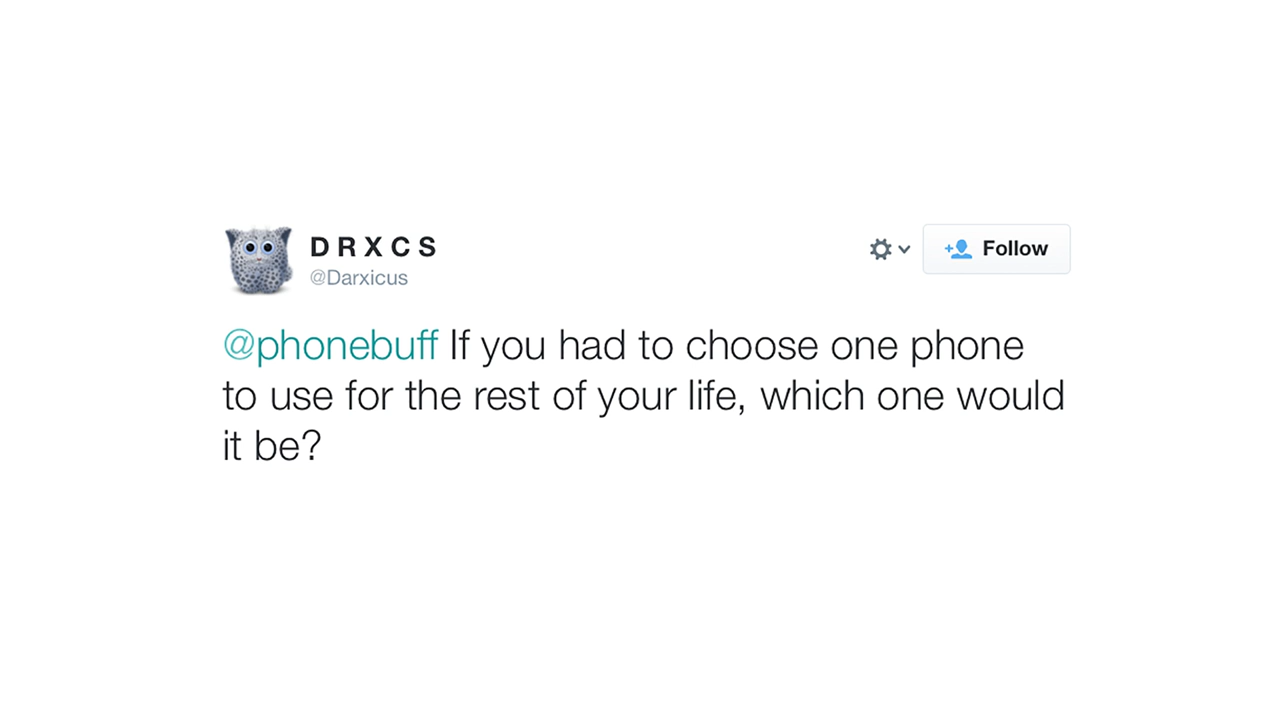 D R X C S
@Darxicus
Follow
@phonebuff If you had to choose one phone
to use for the rest of your life, which one would
it be?